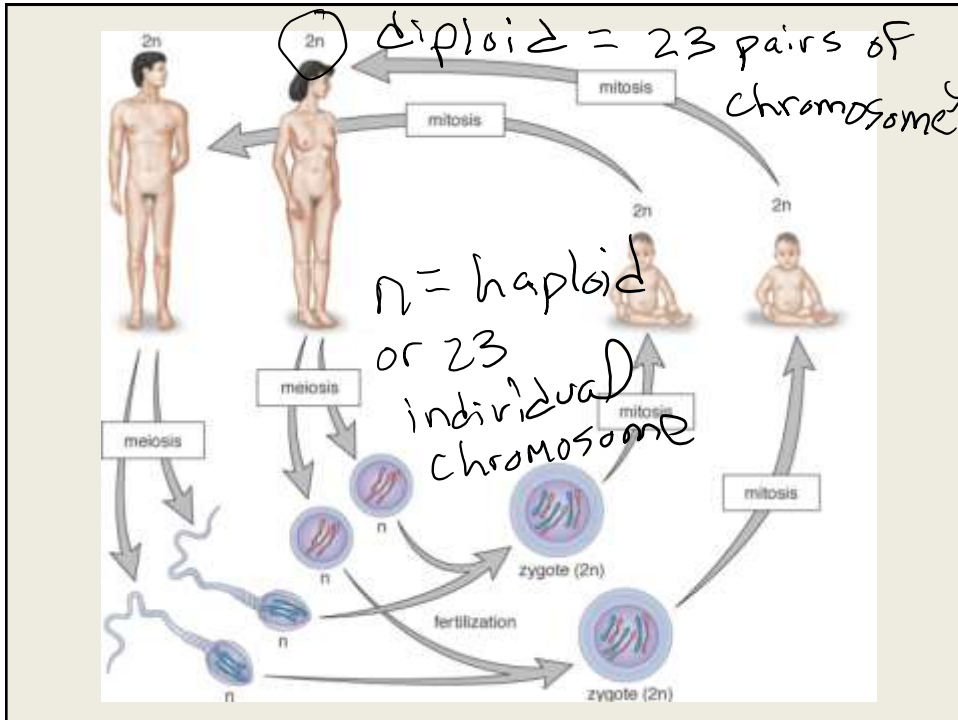 2n
2n
diploid = 23 pairs of
chromosomes
mitosis
mitosis
2n
2n
n = haploid
or 23
individual
chromosome
meiosis
meiosis
mitosis
mitosis
n
n
zygote (2n)
fertilization
n
n
zygote (2n)